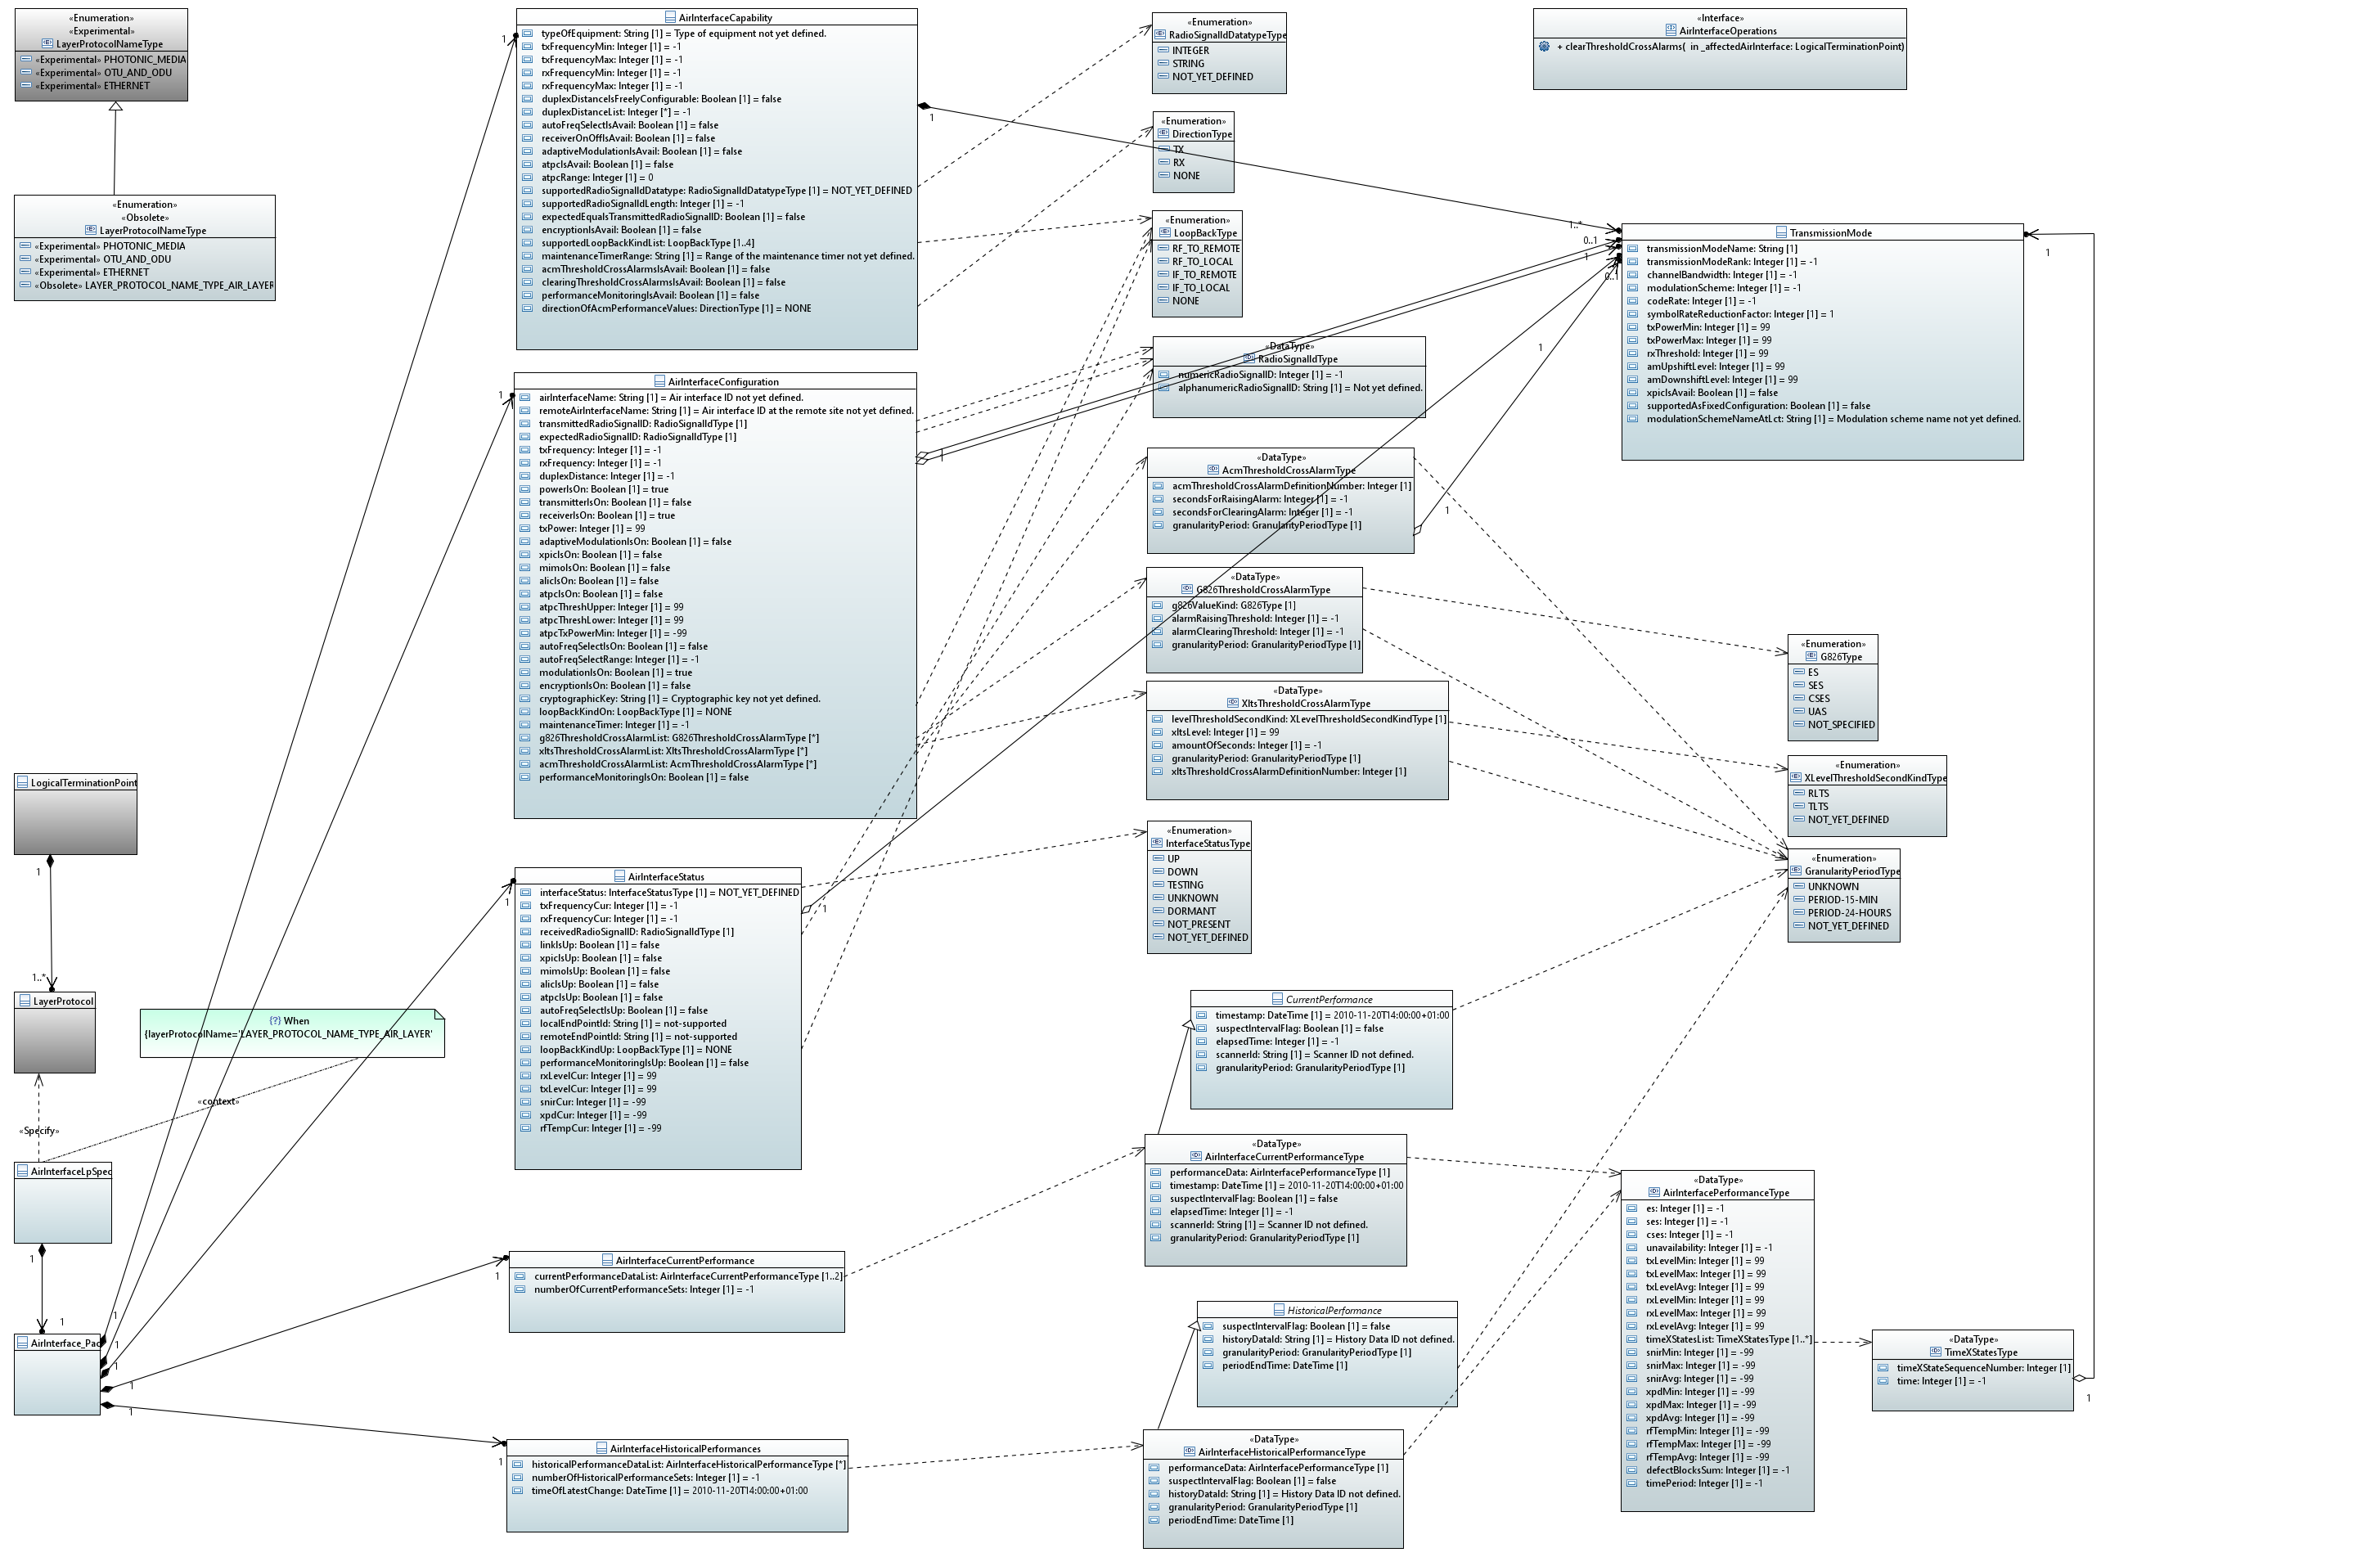 «Enumeration»
«Experimental»
LayerProtocolNameType
«Experimental» PHOTONIC_MEDIA
«Experimental» OTU_AND_ODU
«Experimental» ETHERNET
«Enumeration»
«Obsolete»
LayerProtocolNameType
«Experimental» PHOTONIC_MEDIA
«Experimental» OTU_AND_ODU
«Experimental» ETHERNET
«Obsolete» LAYER_PROTOCOL_NAME_TYPE_AIR_LAYER
LogicalTerminationPoint
1
1..*
LayerProtocol
{?} When
{layerProtocolName='LAYER_PROTOCOL_NAME_TYPE_AIR_LAYER'
«context»
«Specify»
AirInterfaceLpSpec
1
1
AirInterface_Pac
1
1
1
1
1
AirInterfaceCapability
1
typeOfEquipment: String [1] = Type of equipment not yet defined.
txFrequencyMin: Integer [1] = -1
txFrequencyMax: Integer [1] = -1
rxFrequencyMin: Integer [1] = -1
rxFrequencyMax: Integer [1] = -1
duplexDistanceIsFreelyConfigurable: Boolean [1] = false
duplexDistanceList: Integer [*] = -1
autoFreqSelectIsAvail: Boolean [1] = false
receiverOnOffIsAvail: Boolean [1] = false
adaptiveModulationIsAvail: Boolean [1] = false
atpcIsAvail: Boolean [1] = false
atpcRange: Integer [1] = 0
supportedRadioSignalIdDatatype: RadioSignalIdDatatypeType [1] = NOT_YET_DEFINED
supportedRadioSignalIdLength: Integer [1] = -1
expectedEqualsTransmittedRadioSignalID: Boolean [1] = false
encryptionIsAvail: Boolean [1] = false
supportedLoopBackKindList: LoopBackType [1..4]
maintenanceTimerRange: String [1] = Range of the maintenance timer not yet defined.
acmThresholdCrossAlarmsIsAvail: Boolean [1] = false
clearingThresholdCrossAlarmsIsAvail: Boolean [1] = false
performanceMonitoringIsAvail: Boolean [1] = false
directionOfAcmPerformanceValues: DirectionType [1] = NONE
1
AirInterfaceConfiguration
1
airInterfaceName: String [1] = Air interface ID not yet defined.
remoteAirInterfaceName: String [1] = Air interface ID at the remote site not yet defined.
transmittedRadioSignalID: RadioSignalIdType [1]
expectedRadioSignalID: RadioSignalIdType [1]
txFrequency: Integer [1] = -1
rxFrequency: Integer [1] = -1
duplexDistance: Integer [1] = -1
powerIsOn: Boolean [1] = true
transmitterIsOn: Boolean [1] = false
receiverIsOn: Boolean [1] = true
txPower: Integer [1] = 99
adaptiveModulationIsOn: Boolean [1] = false
xpicIsOn: Boolean [1] = false
mimoIsOn: Boolean [1] = false
alicIsOn: Boolean [1] = false
atpcIsOn: Boolean [1] = false
atpcThreshUpper: Integer [1] = 99
atpcThreshLower: Integer [1] = 99
atpcTxPowerMin: Integer [1] = -99
autoFreqSelectIsOn: Boolean [1] = false
autoFreqSelectRange: Integer [1] = -1
modulationIsOn: Boolean [1] = true
encryptionIsOn: Boolean [1] = false
cryptographicKey: String [1] = Cryptographic key not yet defined.
loopBackKindOn: LoopBackType [1] = NONE
maintenanceTimer: Integer [1] = -1
g826ThresholdCrossAlarmList: G826ThresholdCrossAlarmType [*]
xltsThresholdCrossAlarmList: XltsThresholdCrossAlarmType [*]
acmThresholdCrossAlarmList: AcmThresholdCrossAlarmType [*]
performanceMonitoringIsOn: Boolean [1] = false
1
AirInterfaceStatus
1
interfaceStatus: InterfaceStatusType [1] = NOT_YET_DEFINED
txFrequencyCur: Integer [1] = -1
rxFrequencyCur: Integer [1] = -1
receivedRadioSignalID: RadioSignalIdType [1]
linkIsUp: Boolean [1] = false
xpicIsUp: Boolean [1] = false
mimoIsUp: Boolean [1] = false
alicIsUp: Boolean [1] = false
atpcIsUp: Boolean [1] = false
autoFreqSelectIsUp: Boolean [1] = false
localEndPointId: String [1] = not-supported
remoteEndPointId: String [1] = not-supported
loopBackKindUp: LoopBackType [1] = NONE
performanceMonitoringIsUp: Boolean [1] = false
rxLevelCur: Integer [1] = 99
txLevelCur: Integer [1] = 99
snirCur: Integer [1] = -99
xpdCur: Integer [1] = -99
rfTempCur: Integer [1] = -99
1
AirInterfaceCurrentPerformance
1
currentPerformanceDataList: AirInterfaceCurrentPerformanceType [1..2]
numberOfCurrentPerformanceSets: Integer [1] = -1
AirInterfaceHistoricalPerformances
1
historicalPerformanceDataList: AirInterfaceHistoricalPerformanceType [*]
numberOfHistoricalPerformanceSets: Integer [1] = -1
timeOfLatestChange: DateTime [1] = 2010-11-20T14:00:00+01:00
«Enumeration»
RadioSignalIdDatatypeType
INTEGER
STRING
NOT_YET_DEFINED
«Enumeration»
DirectionType
TX
RX
NONE
«Enumeration»
LoopBackType
RF_TO_REMOTE
RF_TO_LOCAL
IF_TO_REMOTE
IF_TO_LOCAL
NONE
«DataType»
RadioSignalIdType
numericRadioSignalID: Integer [1] = -1
alphanumericRadioSignalID: String [1] = Not yet defined.
«DataType»
AcmThresholdCrossAlarmType
acmThresholdCrossAlarmDefinitionNumber: Integer [1]
secondsForRaisingAlarm: Integer [1] = -1
secondsForClearingAlarm: Integer [1] = -1
granularityPeriod: GranularityPeriodType [1]
1
1
«DataType»
G826ThresholdCrossAlarmType
g826ValueKind: G826Type [1]
alarmRaisingThreshold: Integer [1] = -1
alarmClearingThreshold: Integer [1] = -1
granularityPeriod: GranularityPeriodType [1]
«DataType»
XltsThresholdCrossAlarmType
levelThresholdSecondKind: XLevelThresholdSecondKindType [1]
xltsLevel: Integer [1] = 99
amountOfSeconds: Integer [1] = -1
granularityPeriod: GranularityPeriodType [1]
xltsThresholdCrossAlarmDefinitionNumber: Integer [1]
«Enumeration»
InterfaceStatusType
UP
DOWN
TESTING
UNKNOWN
DORMANT
NOT_PRESENT
NOT_YET_DEFINED
CurrentPerformance
timestamp: DateTime [1] = 2010-11-20T14:00:00+01:00
suspectIntervalFlag: Boolean [1] = false
elapsedTime: Integer [1] = -1
scannerId: String [1] = Scanner ID not defined.
granularityPeriod: GranularityPeriodType [1]
«DataType»
AirInterfaceCurrentPerformanceType
performanceData: AirInterfacePerformanceType [1]
timestamp: DateTime [1] = 2010-11-20T14:00:00+01:00
suspectIntervalFlag: Boolean [1] = false
elapsedTime: Integer [1] = -1
scannerId: String [1] = Scanner ID not defined.
granularityPeriod: GranularityPeriodType [1]
HistoricalPerformance
suspectIntervalFlag: Boolean [1] = false
historyDataId: String [1] = History Data ID not defined.
granularityPeriod: GranularityPeriodType [1]
periodEndTime: DateTime [1]
«DataType»
AirInterfaceHistoricalPerformanceType
performanceData: AirInterfacePerformanceType [1]
suspectIntervalFlag: Boolean [1] = false
historyDataId: String [1] = History Data ID not defined.
granularityPeriod: GranularityPeriodType [1]
periodEndTime: DateTime [1]
«Interface»
AirInterfaceOperations
+ clearThresholdCrossAlarms( in _affectedAirInterface: LogicalTerminationPoint)
1..*
0..1
1
0..1
TransmissionMode
1
transmissionModeName: String [1]
transmissionModeRank: Integer [1] = -1
channelBandwidth: Integer [1] = -1
modulationScheme: Integer [1] = -1
codeRate: Integer [1] = -1
symbolRateReductionFactor: Integer [1] = 1
txPowerMin: Integer [1] = 99
txPowerMax: Integer [1] = 99
rxThreshold: Integer [1] = 99
amUpshiftLevel: Integer [1] = 99
amDownshiftLevel: Integer [1] = 99
xpicIsAvail: Boolean [1] = false
supportedAsFixedConfiguration: Boolean [1] = false
modulationSchemeNameAtLct: String [1] = Modulation scheme name not yet defined.
«Enumeration»
G826Type
ES
SES
CSES
UAS
NOT_SPECIFIED
«Enumeration»
XLevelThresholdSecondKindType
RLTS
TLTS
NOT_YET_DEFINED
«Enumeration»
GranularityPeriodType
UNKNOWN
PERIOD-15-MIN
PERIOD-24-HOURS
NOT_YET_DEFINED
«DataType»
AirInterfacePerformanceType
es: Integer [1] = -1
ses: Integer [1] = -1
cses: Integer [1] = -1
unavailability: Integer [1] = -1
txLevelMin: Integer [1] = 99
txLevelMax: Integer [1] = 99
txLevelAvg: Integer [1] = 99
rxLevelMin: Integer [1] = 99
rxLevelMax: Integer [1] = 99
rxLevelAvg: Integer [1] = 99
timeXStatesList: TimeXStatesType [1..*]
snirMin: Integer [1] = -99
snirMax: Integer [1] = -99
snirAvg: Integer [1] = -99
xpdMin: Integer [1] = -99
xpdMax: Integer [1] = -99
xpdAvg: Integer [1] = -99
rfTempMin: Integer [1] = -99
rfTempMax: Integer [1] = -99
rfTempAvg: Integer [1] = -99
defectBlocksSum: Integer [1] = -1
timePeriod: Integer [1] = -1
«DataType»
TimeXStatesType
timeXStateSequenceNumber: Integer [1]
time: Integer [1] = -1
1